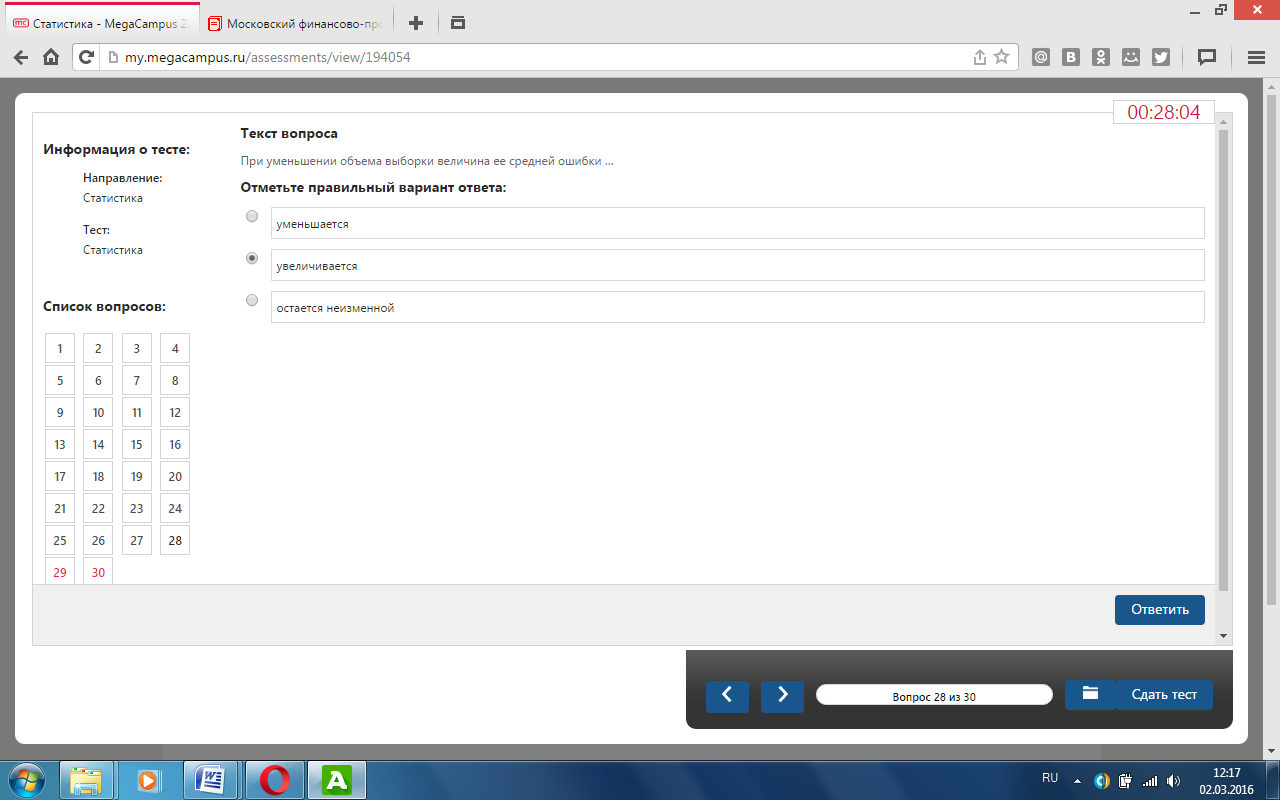 Статистика - MegaCampus 2.
Московский финансово-про
my.megacampus.ru/assessments/view/194054
00:28:04
Информация о тесте:
Направление:
Статистика
Тест:
Статистика
Список вопросов:
1 2 3 4
5 6 7 8
9 10 11 12
13 14 15 16
17 18 19 20
21 22 23 24
25 26 27 28
29 30
Текст вопроса
При уменьшении объема выборки величина ее средней ошибки ...
Отметьте правильный вариант ответа:
уменьшается
увеличивается
остается неизменной
Ответить
Вопрос 28 из 30
Сдать тест
RU
12:17
02.03.2016